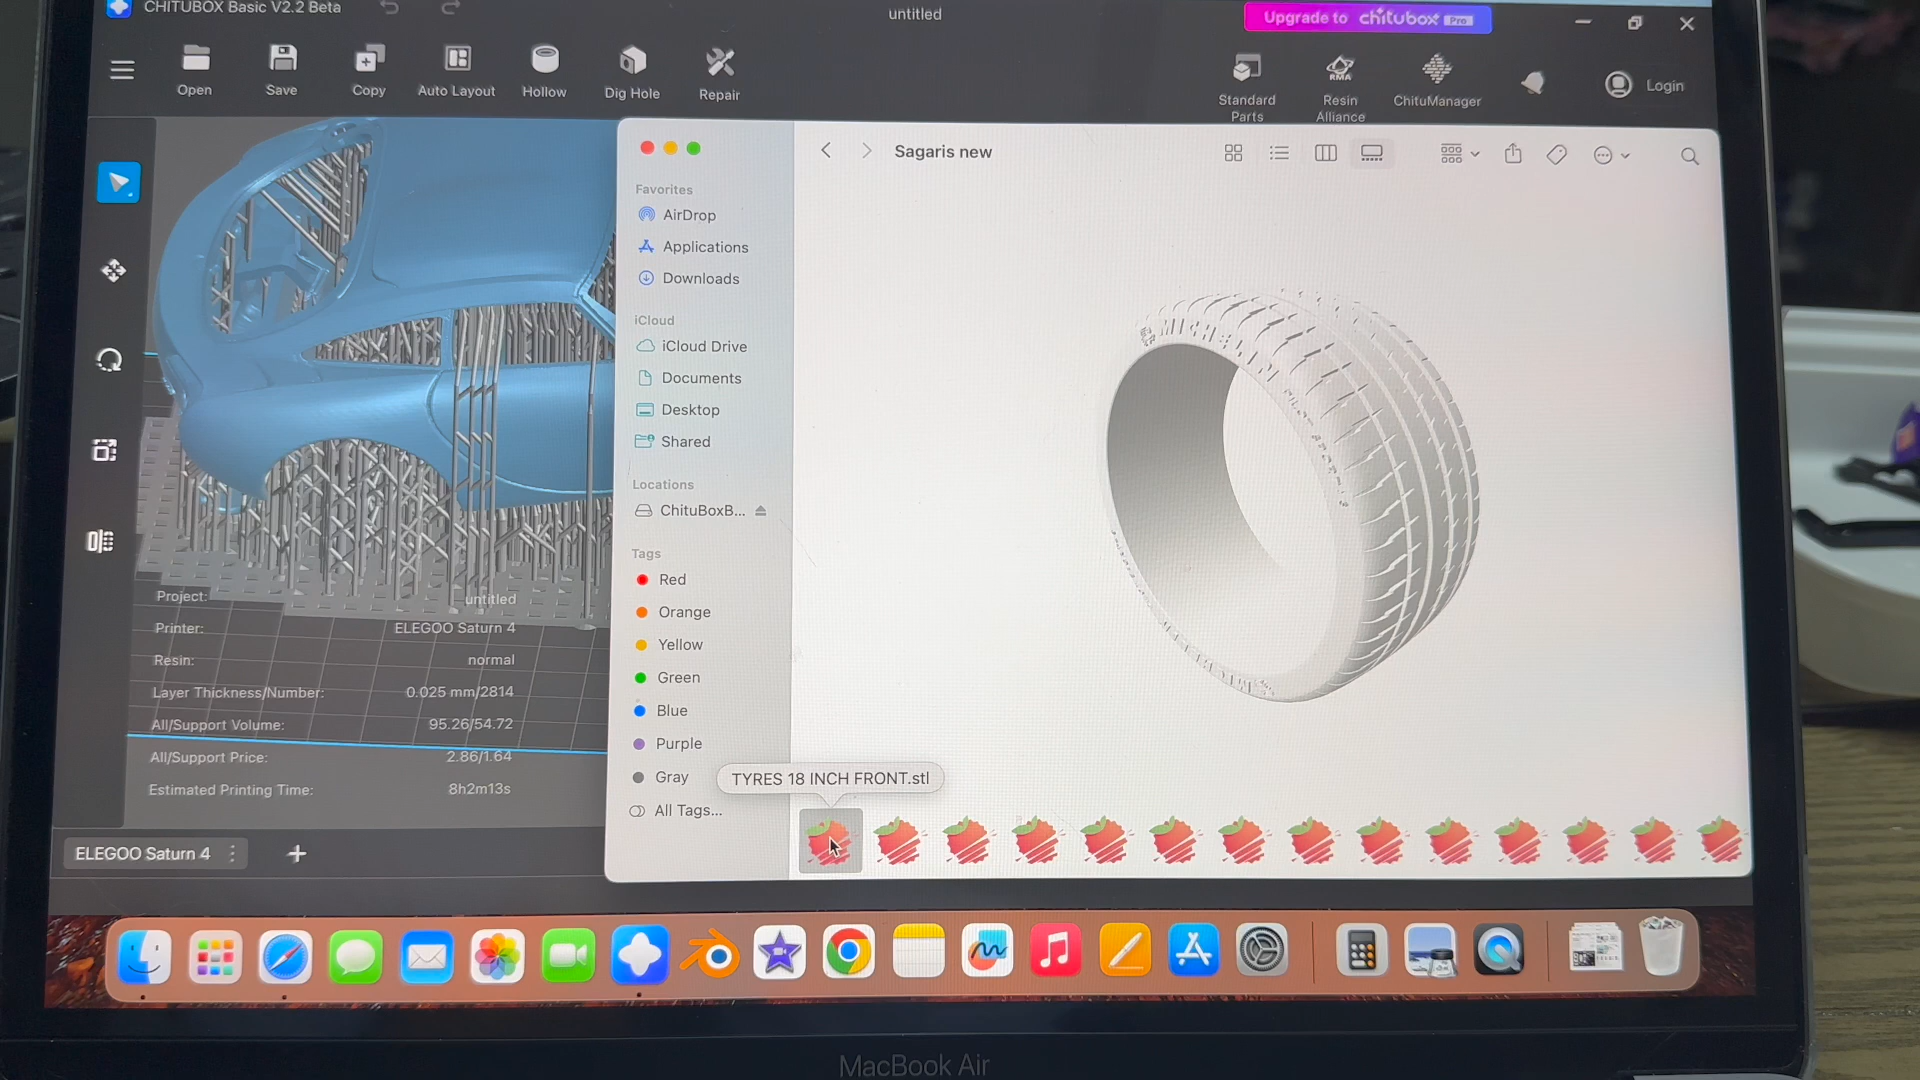 CHITUBOX Basic V2.2 Beta
untitled
Upgrade to chitubox Pro
Open
Save
Copy
Auto Layout
Hollow
Dig Hole
Repair
Standard
Parts
RMA
Resin
Alliance
ChituManager
Login
Sagaris new
Favorites
AirDrop
Applications
Downloads
iCloud
iCloud Drive
Documents
Desktop
Shared
Locations
ChituBoxB...
Tags
Red
Orange
Yellow
Green
Blue
Purple
Gray
All Tags...
MICHELIN PILOT SPORT
Project: untitled
Printer: ELEGOO Saturn 4
Resin: normal
Layer Thickness/Number: 0.025 mm/2814
All/Support Volume: 95.26/54.72
All/Support Price: 2.86/1.64
Estimated Printing Time: 8h2m13s
TYRES 18 INCH FRONT.stl
ELEGOO Saturn 4
MacBook Air